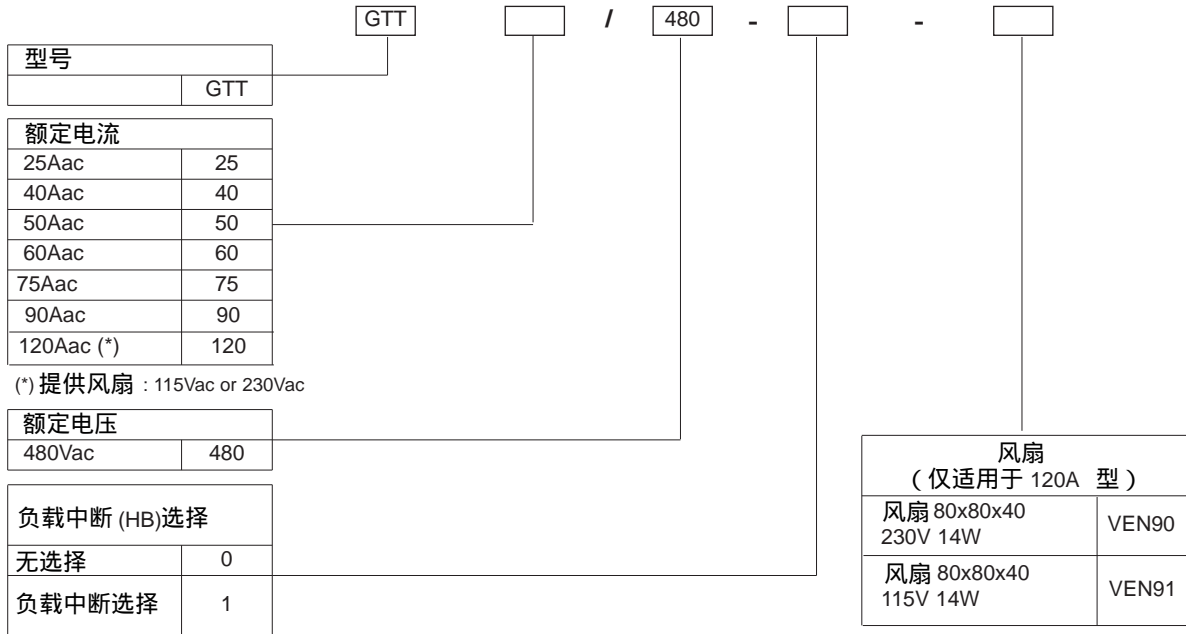 GTT / 480 - -
型号
GTT
额定电流
25Aac 25
40Aac 40
50Aac 50
60Aac 60
75Aac 75
90Aac 90
120Aac (*) 120
(*) 提供风扇 : 115Vac or 230Vac
额定电压
480Vac 480
负载中断 (HB)选择
无选择 0
负载中断选择 1
风扇
(仅适用于 120A 型)
风扇 80x80x40
230V 14W
VEN90
风扇 80x80x40
115V 14W
VEN91